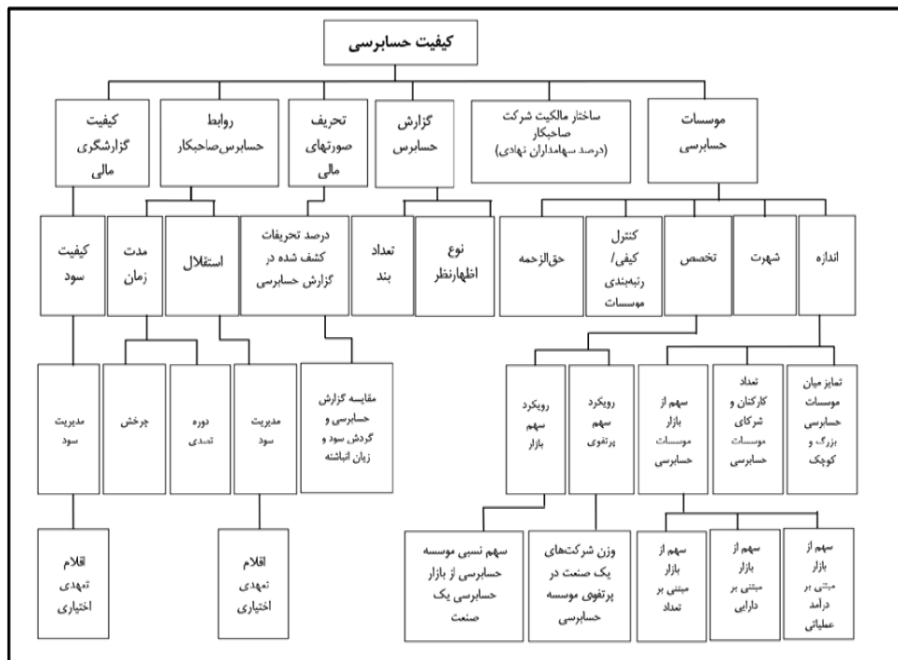 کیفیت حسابرسی
موسسات
حسابرسی
ساختار مالکیت شرکت
صاحبکار
(درصد سهامداران نهادی)
گزارش
حسابرس
تحریف
صورتهای
مالی
روابط
حسابرس‌صاحبکار
کیفیت
گزارشگری
مالی
اندازه
شهرت
تخصص
کنترل
کیفی/
رتبه‌بندی
موسسات
حق‌الزحمه
نوع
اظهارنظر
تعداد
بند
درصد تحریفات
کشف شده در
گزارش حسابرسی
استقلال
مدت
زمان
کیفیت
سود
تمایز میان
موسسات
حسابرسی
بزرگ و
کوچک
تعداد
کارکنان و
شرکای
موسسات
حسابرسی
سهم از
بازار
موسسات
حسابرسی
رویکرد
سهم
پرتفوی
رویکرد
سهم
بازار
مقایسه گزارش
حسابرسی و
گردش سود و
زیان انباشته
مدیریت
سود
دوره
تصدی
چرخش
مدیریت
سود
سهم از
بازار
مبتنی بر
درآمد
عملیاتی
سهم از
بازار
مبتنی بر
دارایی
سهم از
بازار
مبتنی بر
تعداد
وزن شرکت‌های
یک صنعت در
پرتفوی موسسه
حسابرسی
سهم نسبی موسسه
حسابرسی از بازار
حسابرسی یک
صنعت
اقلام
تعهدی
اختیاری
اقلام
تعهدی
اختیاری